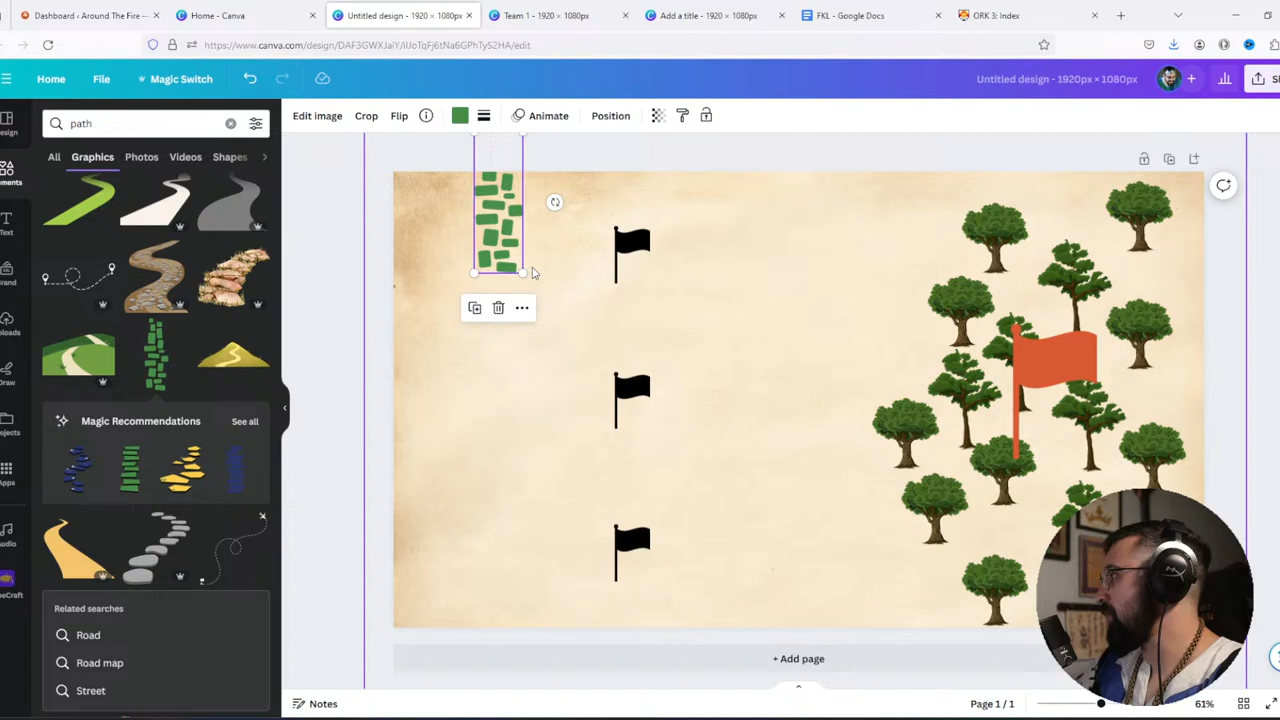 Dashboard ‹ Around The Fire —
Home - Canva
Untitled design - 1920 × 1080px
Team 1 - 1920 × 1080px
Add a title - 1920 × 1080px
FKL - Google Docs
ORK 3: Index
https://www.canva.com/design/DAF3GWXJaiY/iUoTqFj6tNa6GPhTyS2HA/edit
Home
File
Magic Switch
Untitled design - 1920px × 1080px
path
Edit image
Crop
Flip
Animate
Position
All
Graphics
Photos
Videos
Shapes
Magic Recommendations
See all
Related searches
Road
Road map
Street
+ Add page
Notes
Page 1 / 1
61%